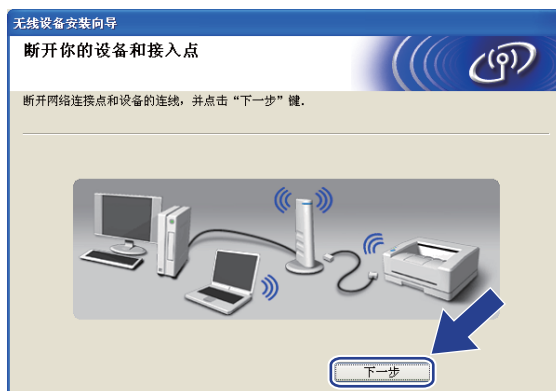 无线设备安装向导
断开你的设备和接入点
断开网络连接点和设备的连线，并点击“下一步”键.
下一步